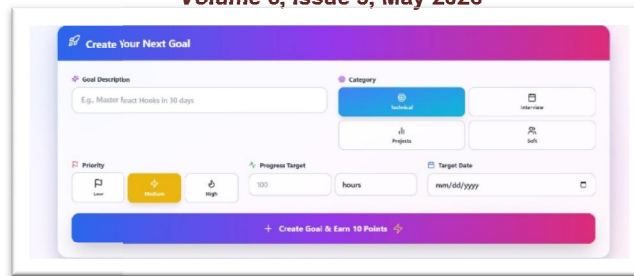 Volume 6, Issue 5, May 2026
Create Your Next Goal
Goal Description
Category
E.g., Master React Hooks in 30 days
Technical
Interview
Projects
Soft
Priority
Progress Target
Target Date
Low
Medium
High
100
hours
mm/dd/yyyy
+ Create Goal & Earn 10 Points